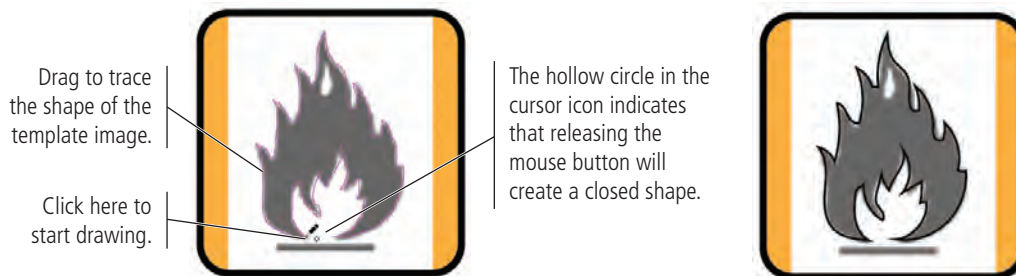 Drag to trace
the shape of the
template image.
Click here to
start drawing.
The hollow circle in the
cursor icon indicates
that releasing the
mouse button will
create a closed shape.